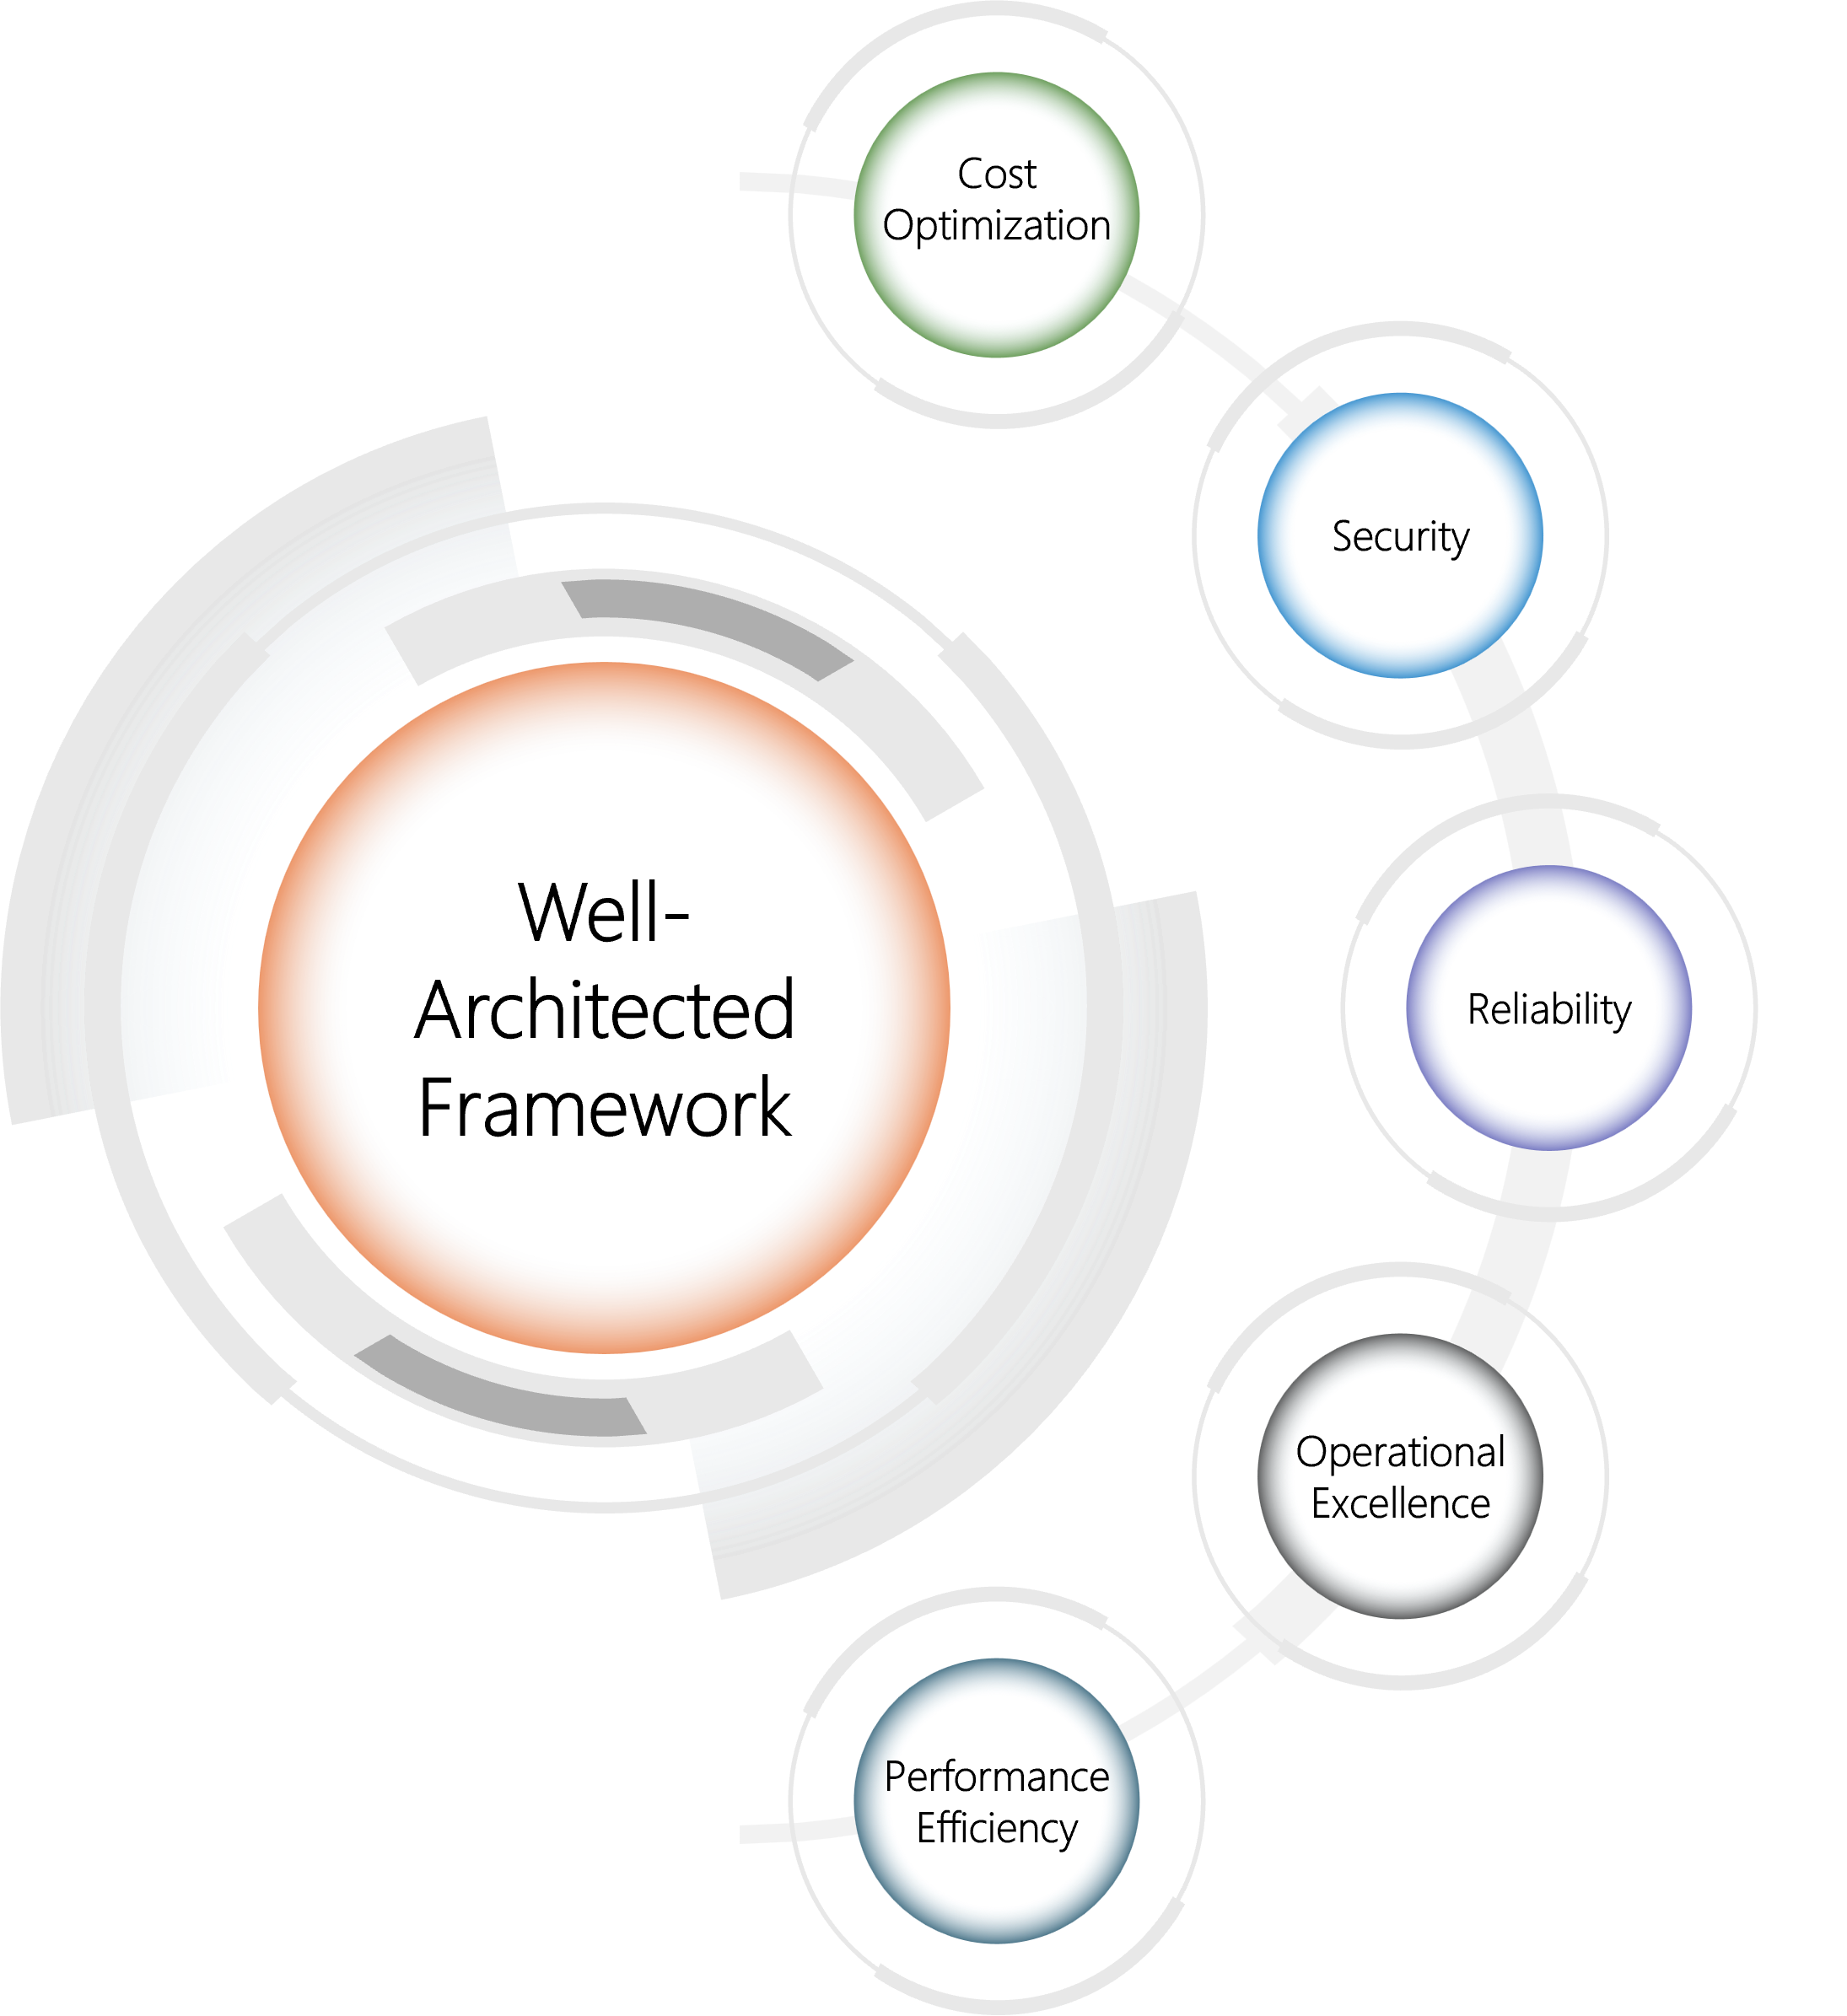 Cost
Optimization
Security
Well-
Architected
Framework
Reliability
Operational
Excellence
Performance
Efficiency